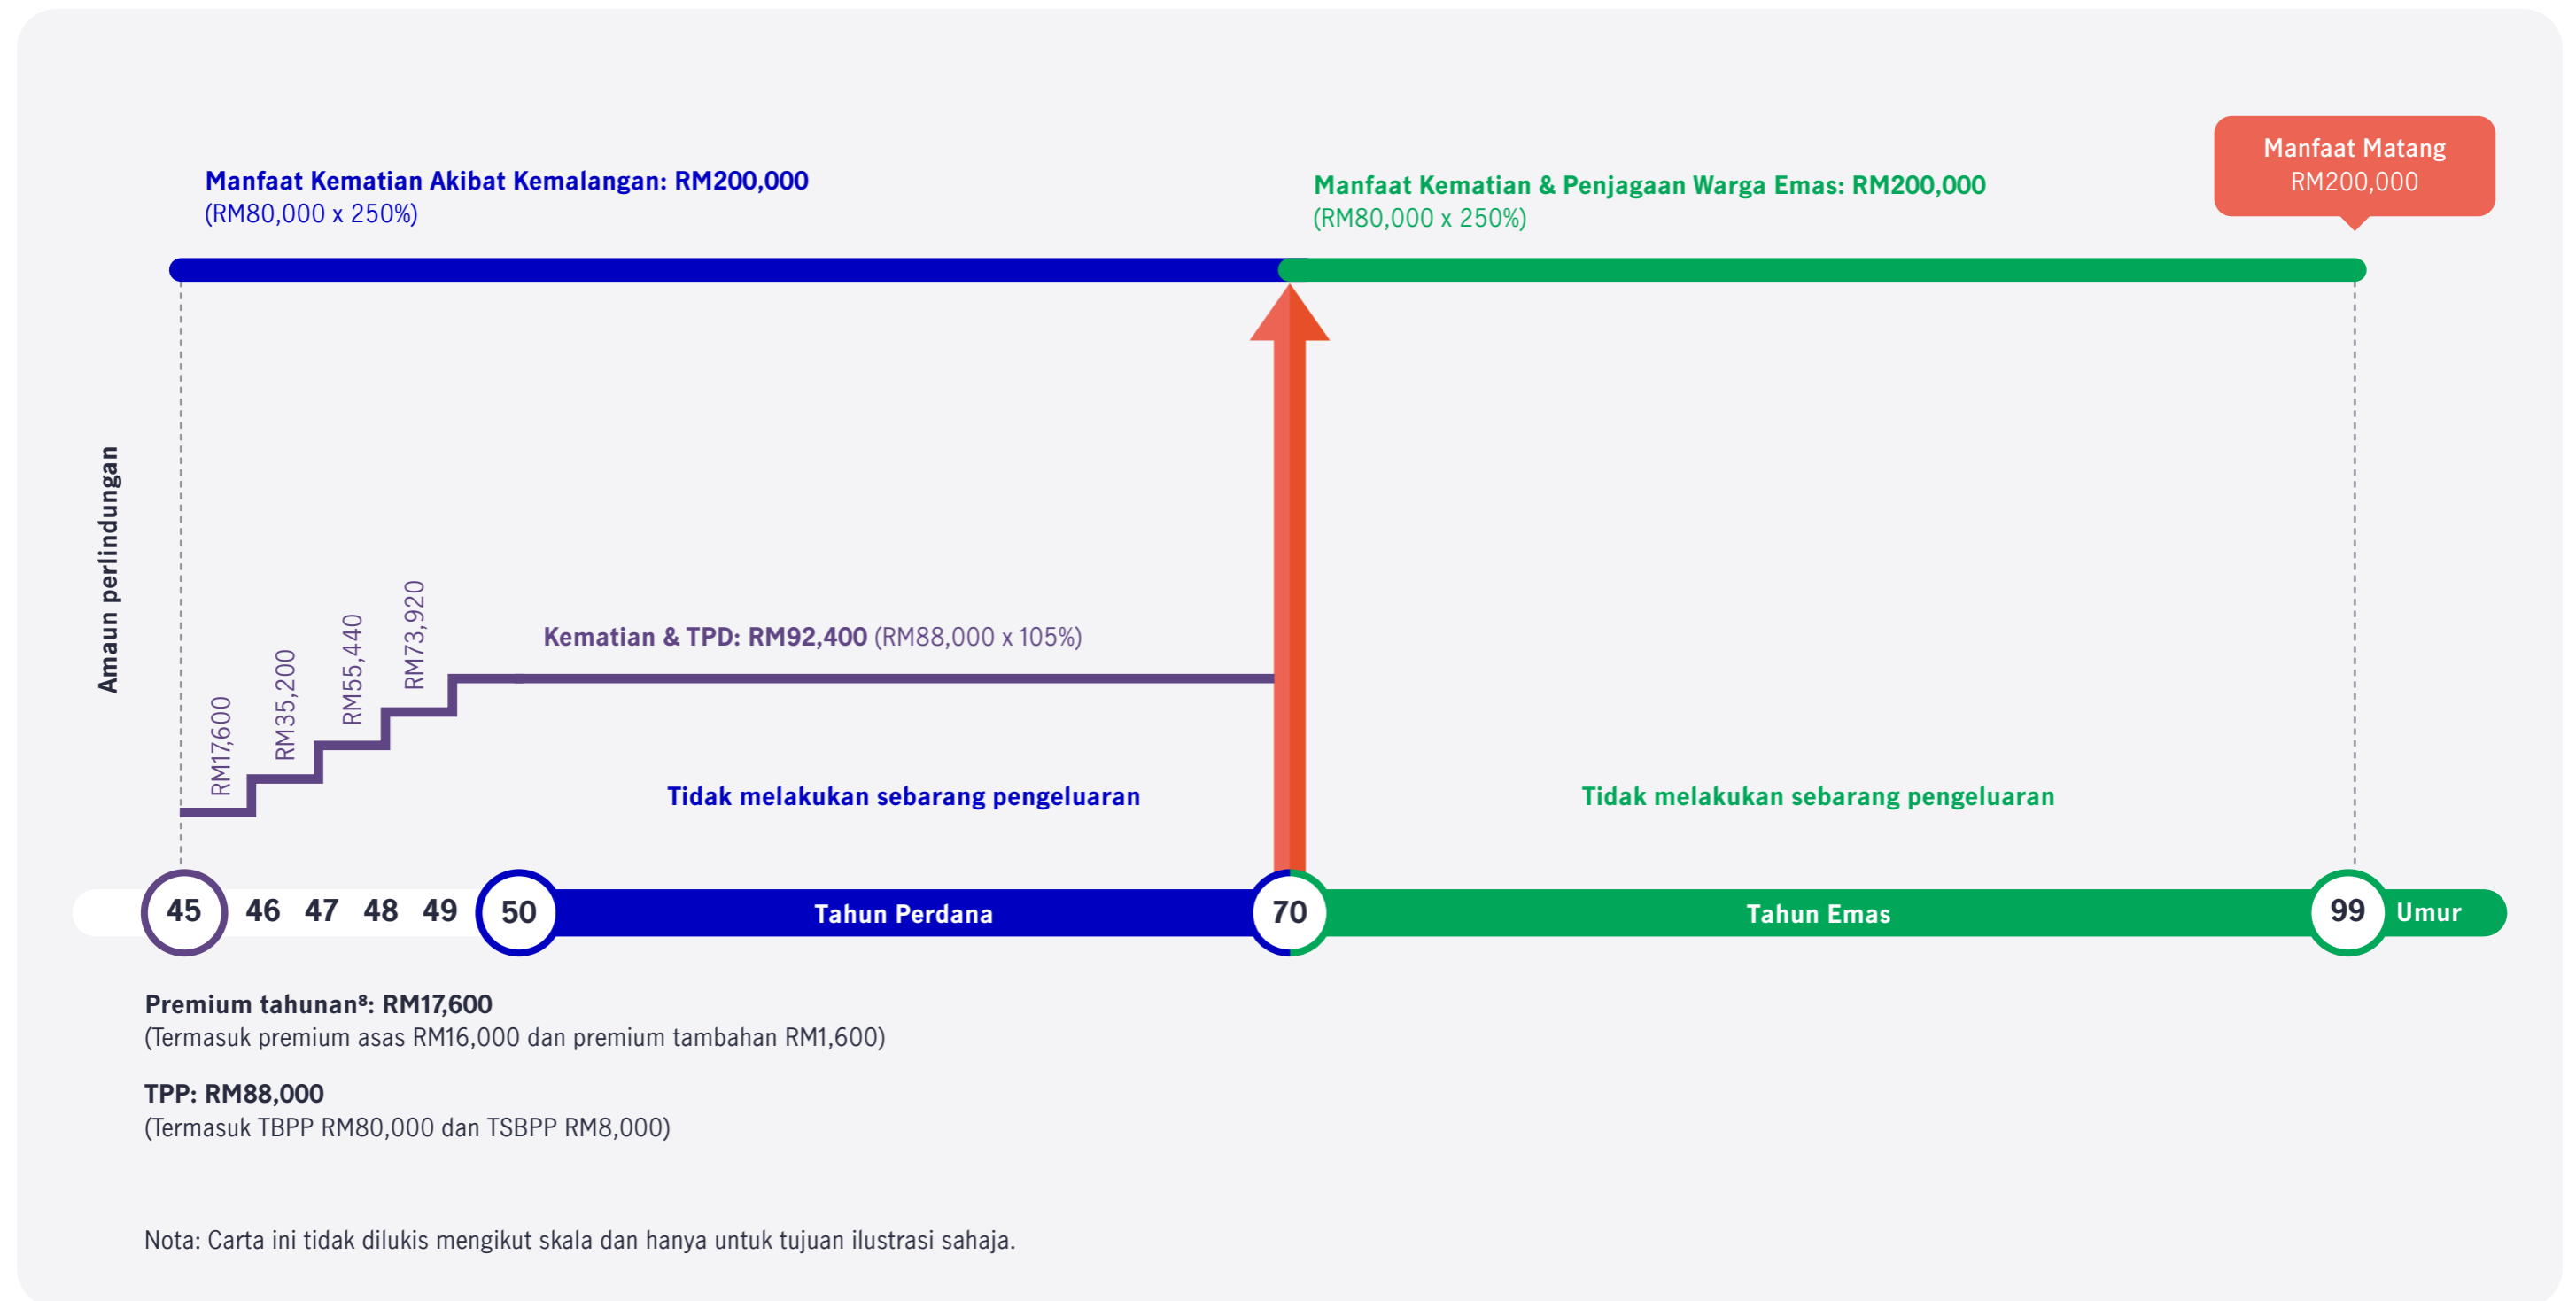 Manfaat Matang
RM200,000
Manfaat Kematian Akibat Kemalangan: RM200,000
(RM80,000 x 250%)
Manfaat Kematian & Penjagaan Warga Emas: RM200,000
(RM80,000 x 250%)
Amaun perlindungan
RM17,600
RM35,200
RM55,440
RM73,920
Kematian & TPD: RM92,400 (RM88,000 x 105%)
Tidak melakukan sebarang pengeluaran
Tidak melakukan sebarang pengeluaran
45 46 47 48 49 50 Tahun Perdana 70 Tahun Emas 99 Umur
Premium tahunan⁸: RM17,600
(Termasuk premium asas RM16,000 dan premium tambahan RM1,600)
TPP: RM88,000
(Termasuk TBPP RM80,000 dan TSBPP RM8,000)
Nota: Carta ini tidak dilukis mengikut skala dan hanya untuk tujuan ilustrasi sahaja.